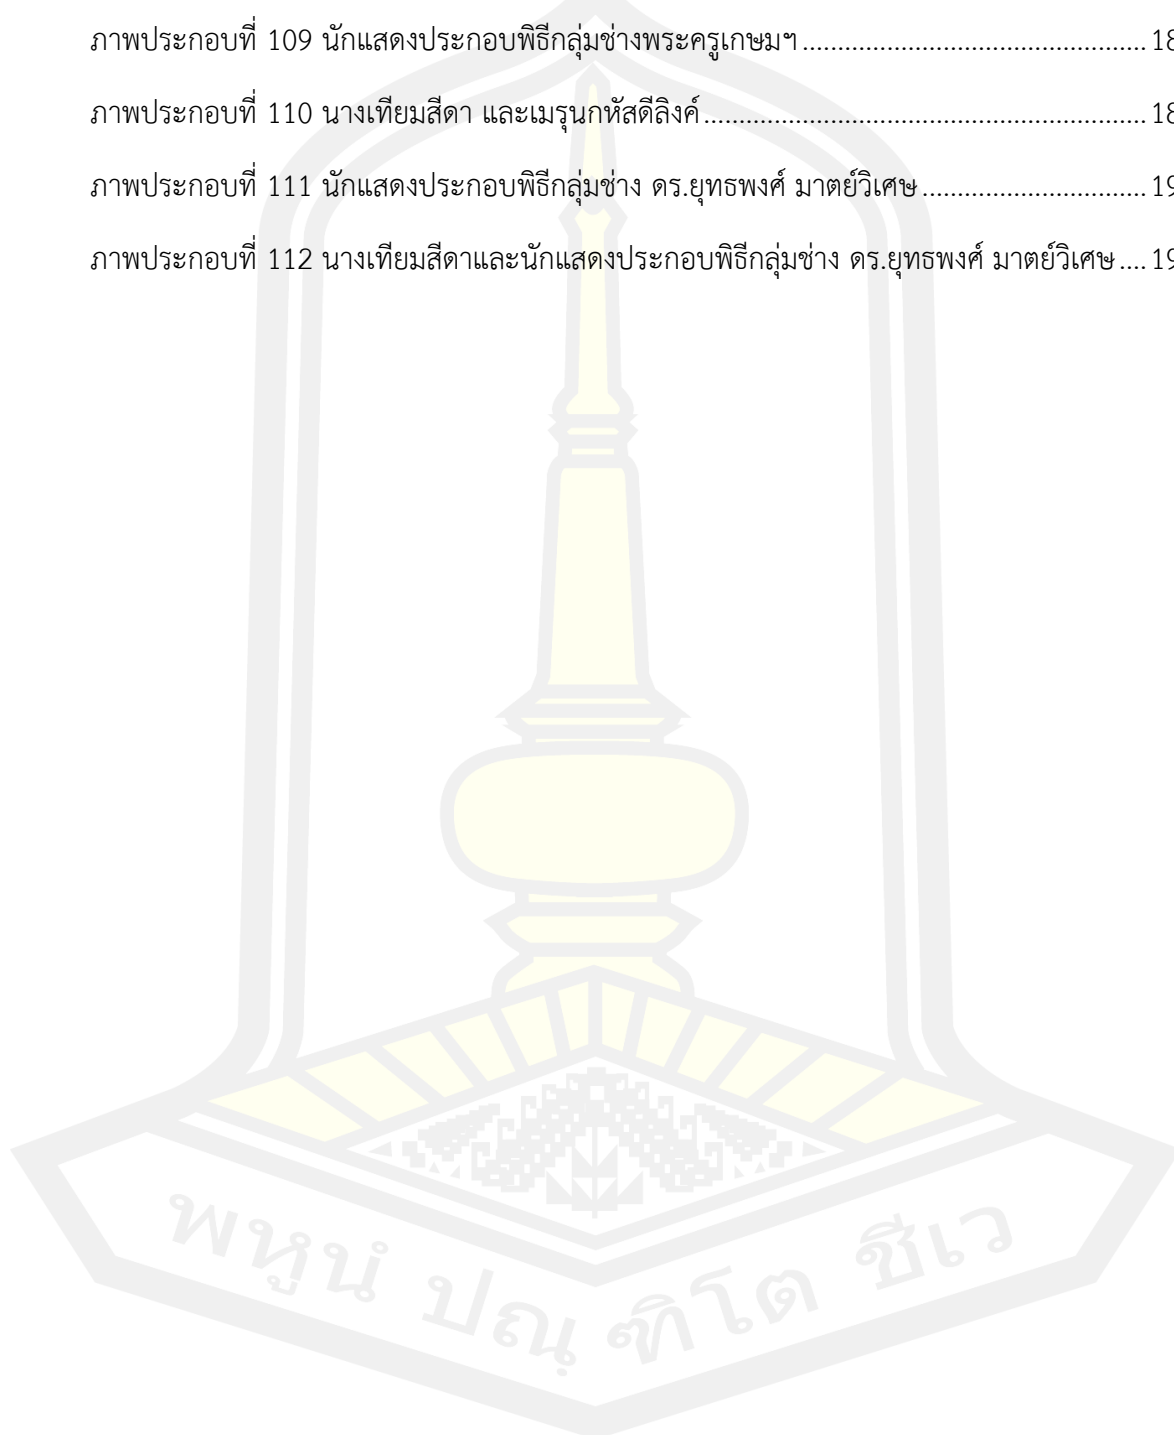 ภาพประกอบที่ 109 นักแสดงประกอบพิธีกลุ่มช่างพระครูเกษมฯ ........................................ 18
ภาพประกอบที่ 110 นางเทียมสีดา และเมรุนกหัสดีลิงค์ ........................................ 18
ภาพประกอบที่ 111 นักแสดงประกอบพิธีกลุ่มช่าง ดร.ยุทธพงศ์ มาตย์วิเศษ ............................ 19
ภาพประกอบที่ 112 นางเทียมสีดาและนักแสดงประกอบพิธีกลุ่มช่าง ดร.ยุทธพงศ์ มาตย์วิเศษ .... 19
พหูนํ ปณฺฑิโต ชีเว